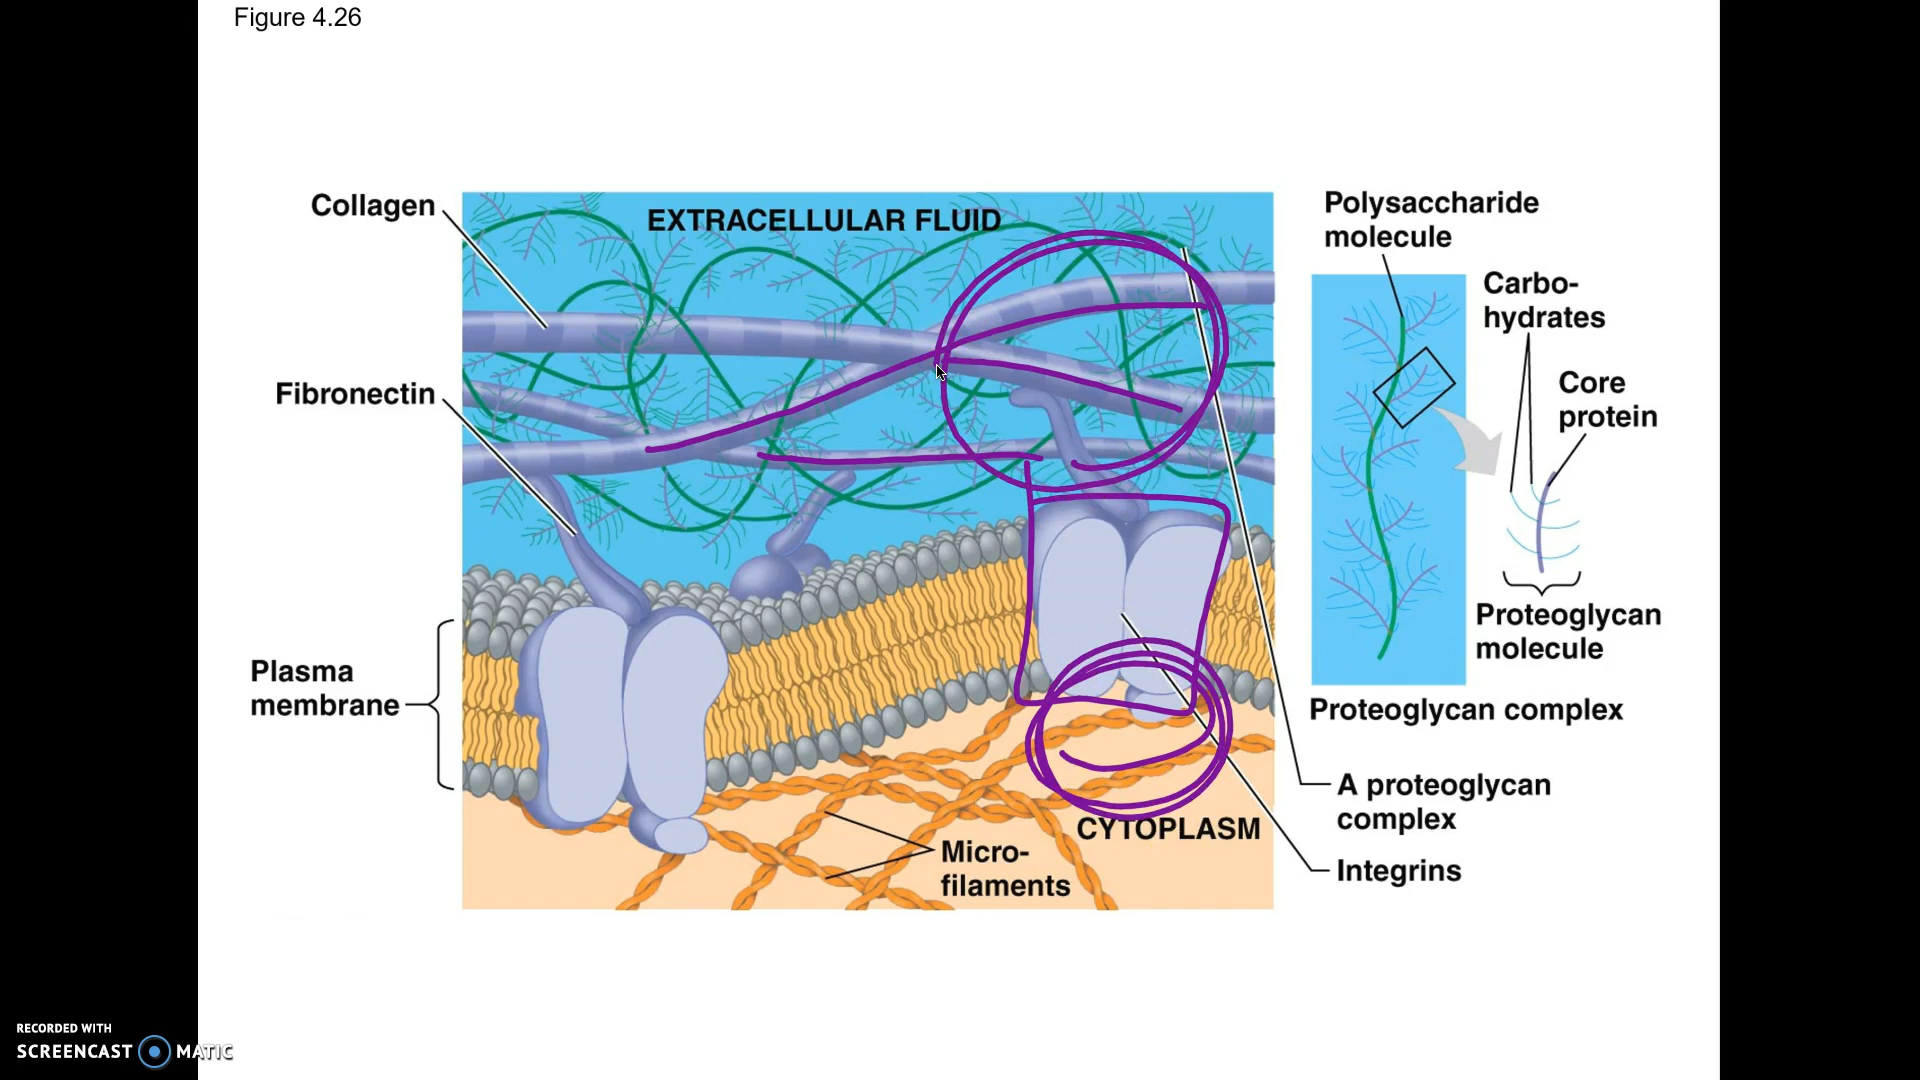 Figure 4.26
Collagen
EXTRACELLULAR FLUID
Fibronectin
Plasma
membrane
Micro-
filaments
CYTOPLASM
Polysaccharide
molecule
Carbo-
hydrates
Core
protein
Proteoglycan
molecule
Proteoglycan complex
A proteoglycan
complex
Integrins
RECORDED WITH
SCREENCAST MATIC